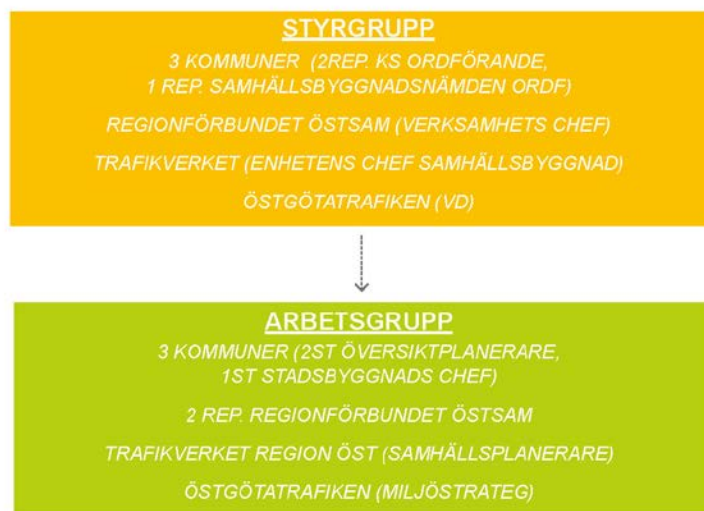 STYRGRUPP
3 KOMMUNER (2REP. KS ORDFÖRANDE,
1 REP. SAMHÄLLSBYGGNADSNÄMDEN ORDF)
REGIONFÖRBUNDET ÖSTSAM (VERKSAMHETS CHEF)
TRAFIKVERKET (ENHETENS CHEF SAMHÄLLSBYGGNAD)
ÖSTGÖTATRAFIKEN (VD)
ARBETSGRUPP
3 KOMMUNER (2ST ÖVERSIKTPLANERARE,
1ST STADSBYGGNADS CHEF)
2 REP. REGIONFÖRBUNDET ÖSTSAM
TRAFIKVERKET REGION ÖST (SAMHÄLLSPLANERARE)
ÖSTGÖTATRAFIKEN (MILJÖSTRATEG)